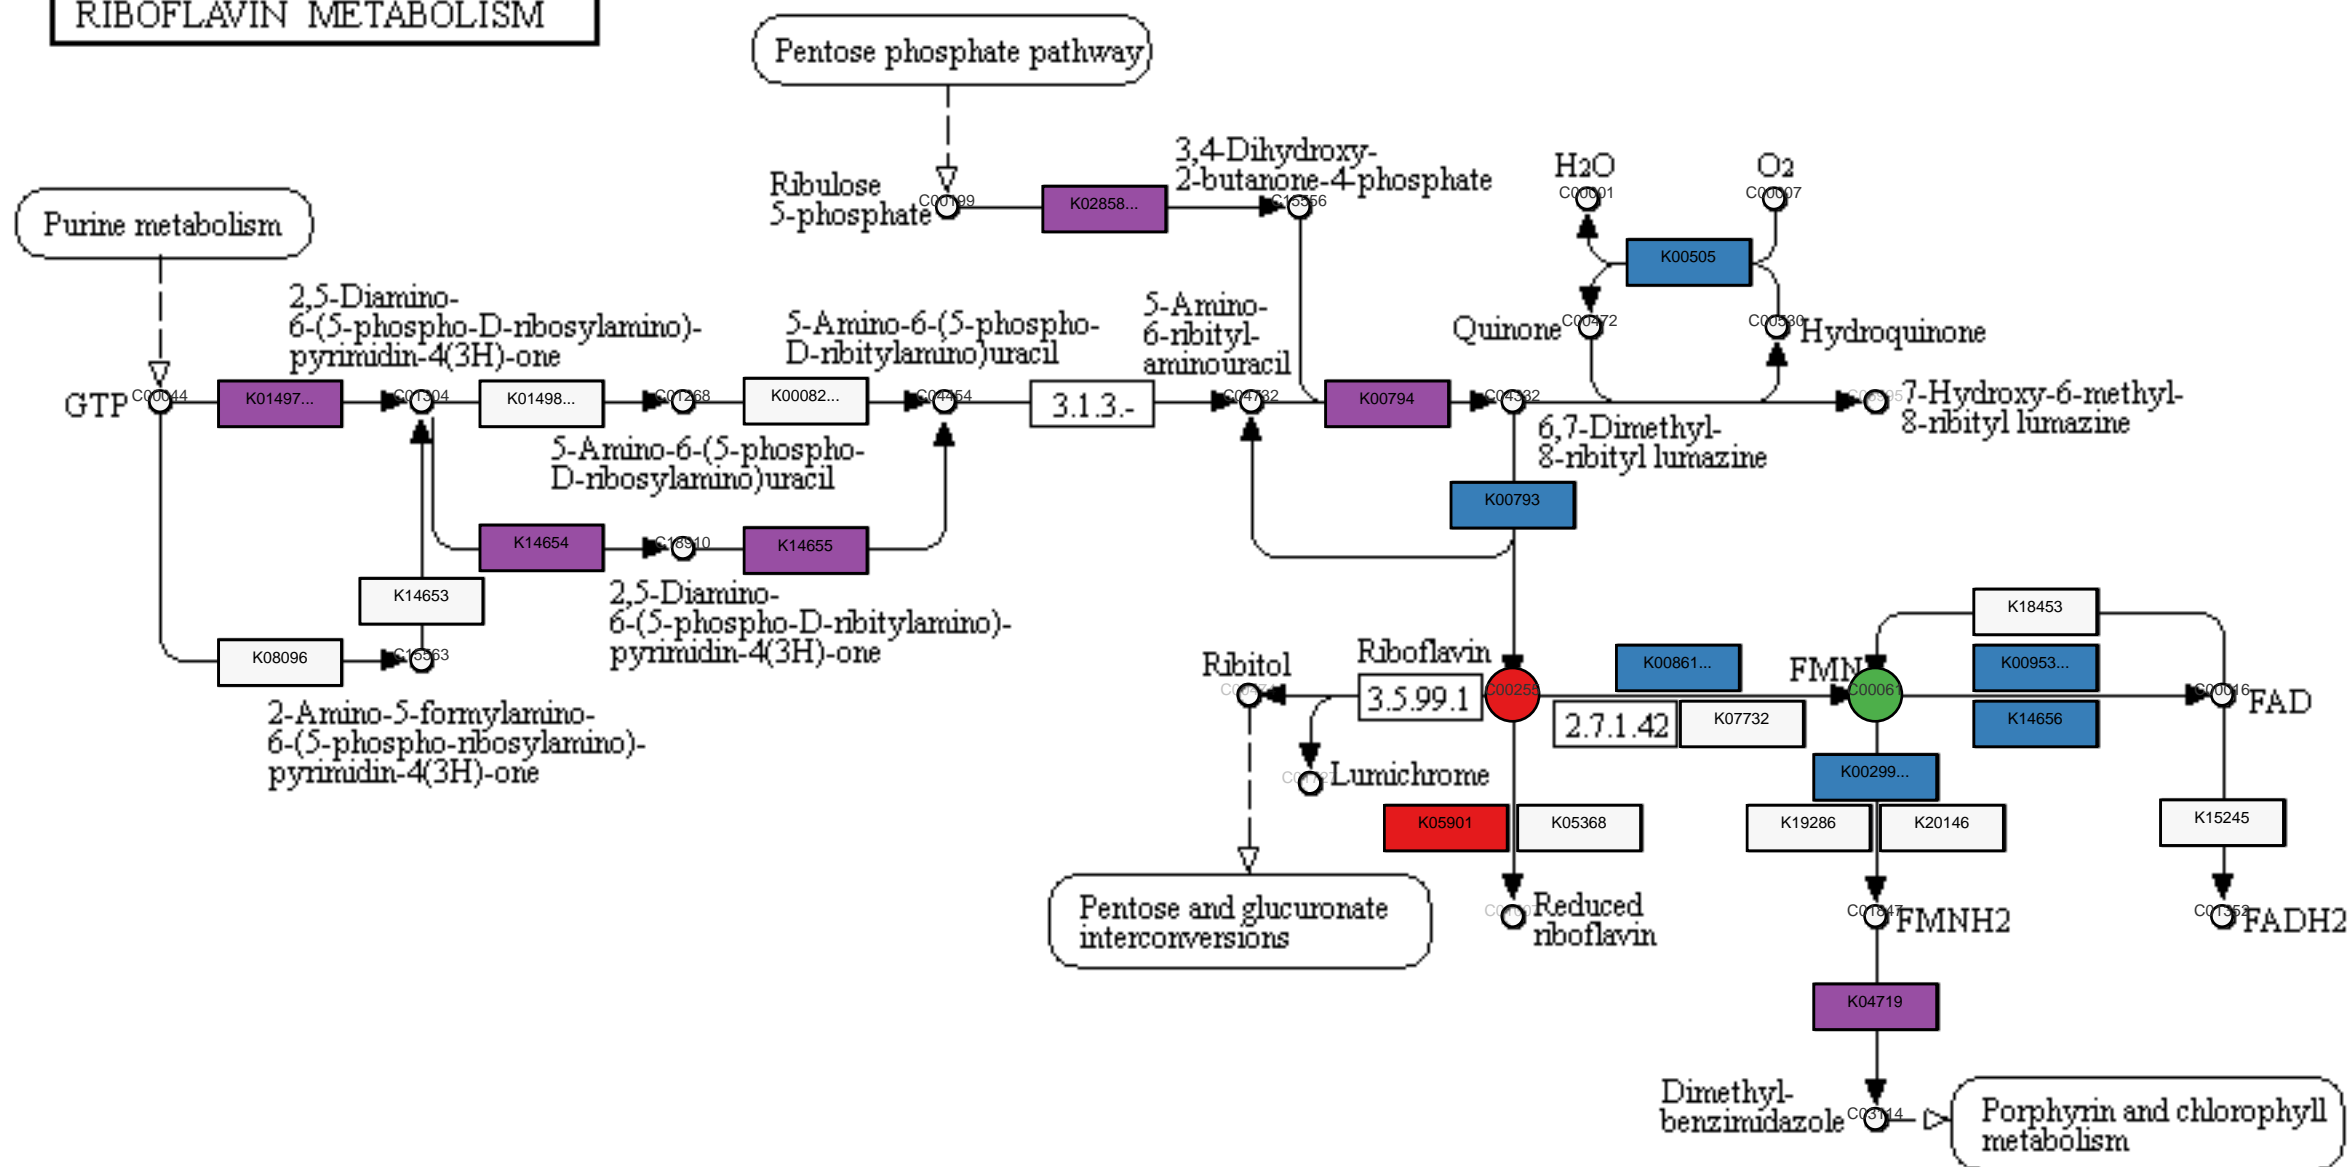 RIBOFLAVIN METABOLISM
Pentose phosphate pathway
Purine metabolism
Ribulose
5-phosphate
C00199
K02858...
3,4-Dihydroxy-
2-butanone-4-phosphate
C15556
H2O
C00001
O2
C00007
K00505
Quinone
C00472
C00530
Hydroquinone
2,5-Diamino-
6-(5-phospho-D-ribosylamino)-
pyrimidin-4(3H)-one
5-Amino-6-(5-phospho-
D-ribitylamino)uracil
5-Amino-
6-ribityl-
aminouracil
GTP
C00044
K01497...
C01304
K01498...
C01268
K00082...
C04454
3.1.3.-
C04732
K00794
C04332
7-Hydroxy-6-methyl-
8-ribityl lumazine
6,7-Dimethyl-
8-ribityl lumazine
5-Amino-6-(5-phospho-
D-ribosylamino)uracil
K00793
K14654
C18910
K14655
2,5-Diamino-
6-(5-phospho-D-ribitylamino)-
pyrimidin-4(3H)-one
K14653
K08096
C15563
2-Amino-5-formylamino-
6-(5-phospho-ribosylamino)-
pyrimidin-4(3H)-one
K18453
Ribitol
Riboflavin
3.5.99.1
C00255
K00861...
2.7.1.42
K07732
FMN
C00061
K00953...
K14656
C00016
FAD
Lumichrome
K00299...
K05901
K05368
K19286
K20146
K15245
Pentose and glucuronate
interconversions
Reduced
riboflavin
C01847
FMNH2
C01352
FADH2
K04719
Dimethyl-
benzimidazole
C03114
Porphyrin and chlorophyll
metabolism